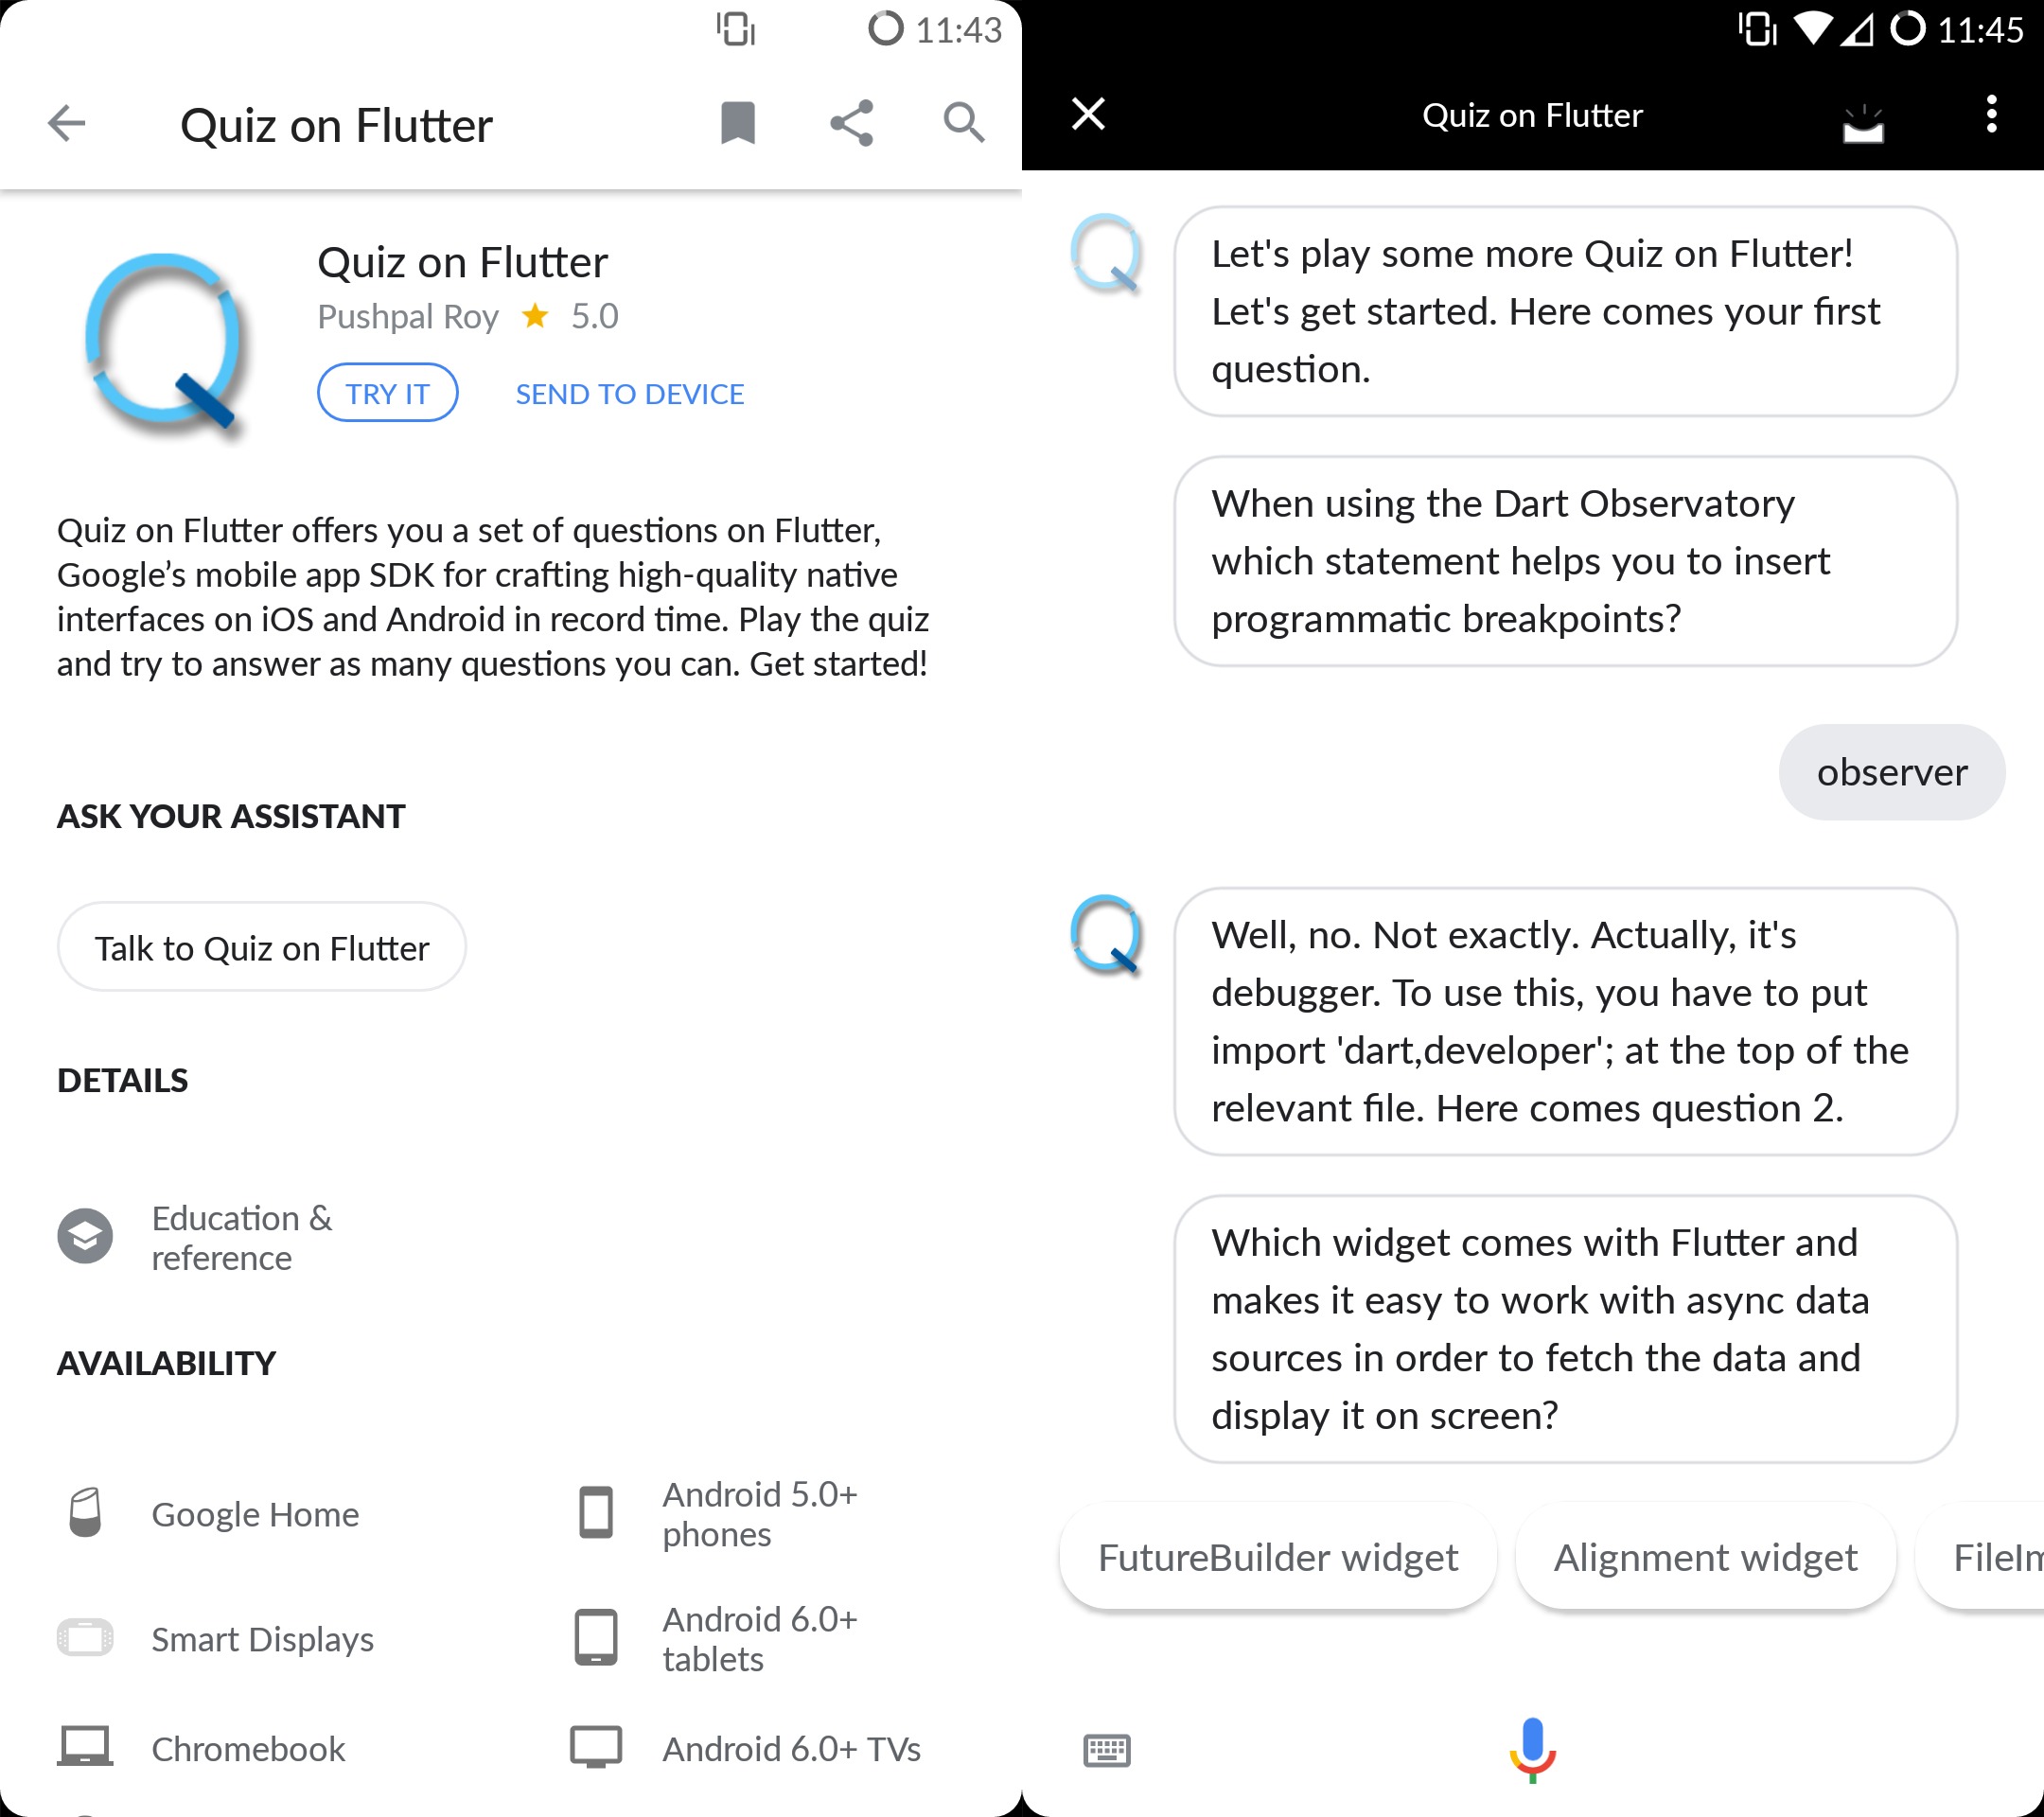 11:43
Quiz on Flutter
Quiz on Flutter
Pushpal Roy ★ 5.0
TRY IT
SEND TO DEVICE
Quiz on Flutter offers you a set of questions on Flutter,
Google’s mobile app SDK for crafting high-quality native
interfaces on iOS and Android in record time. Play the quiz
and try to answer as many questions you can. Get started!
ASK YOUR ASSISTANT
Talk to Quiz on Flutter
DETAILS
Education &
reference
AVAILABILITY
Google Home
Android 5.0+
phones
Smart Displays
Android 6.0+
tablets
Chromebook
Android 6.0+ TVs
11:45
Quiz on Flutter
Let's play some more Quiz on Flutter!
Let's get started. Here comes your first
question.
When using the Dart Observatory
which statement helps you to insert
programmatic breakpoints?
observer
Well, no. Not exactly. Actually, it's
debugger. To use this, you have to put
import 'dart,developer'; at the top of the
relevant file. Here comes question 2.
Which widget comes with Flutter and
makes it easy to work with async data
sources in order to fetch the data and
display it on screen?
FutureBuilder widget
Alignment widget